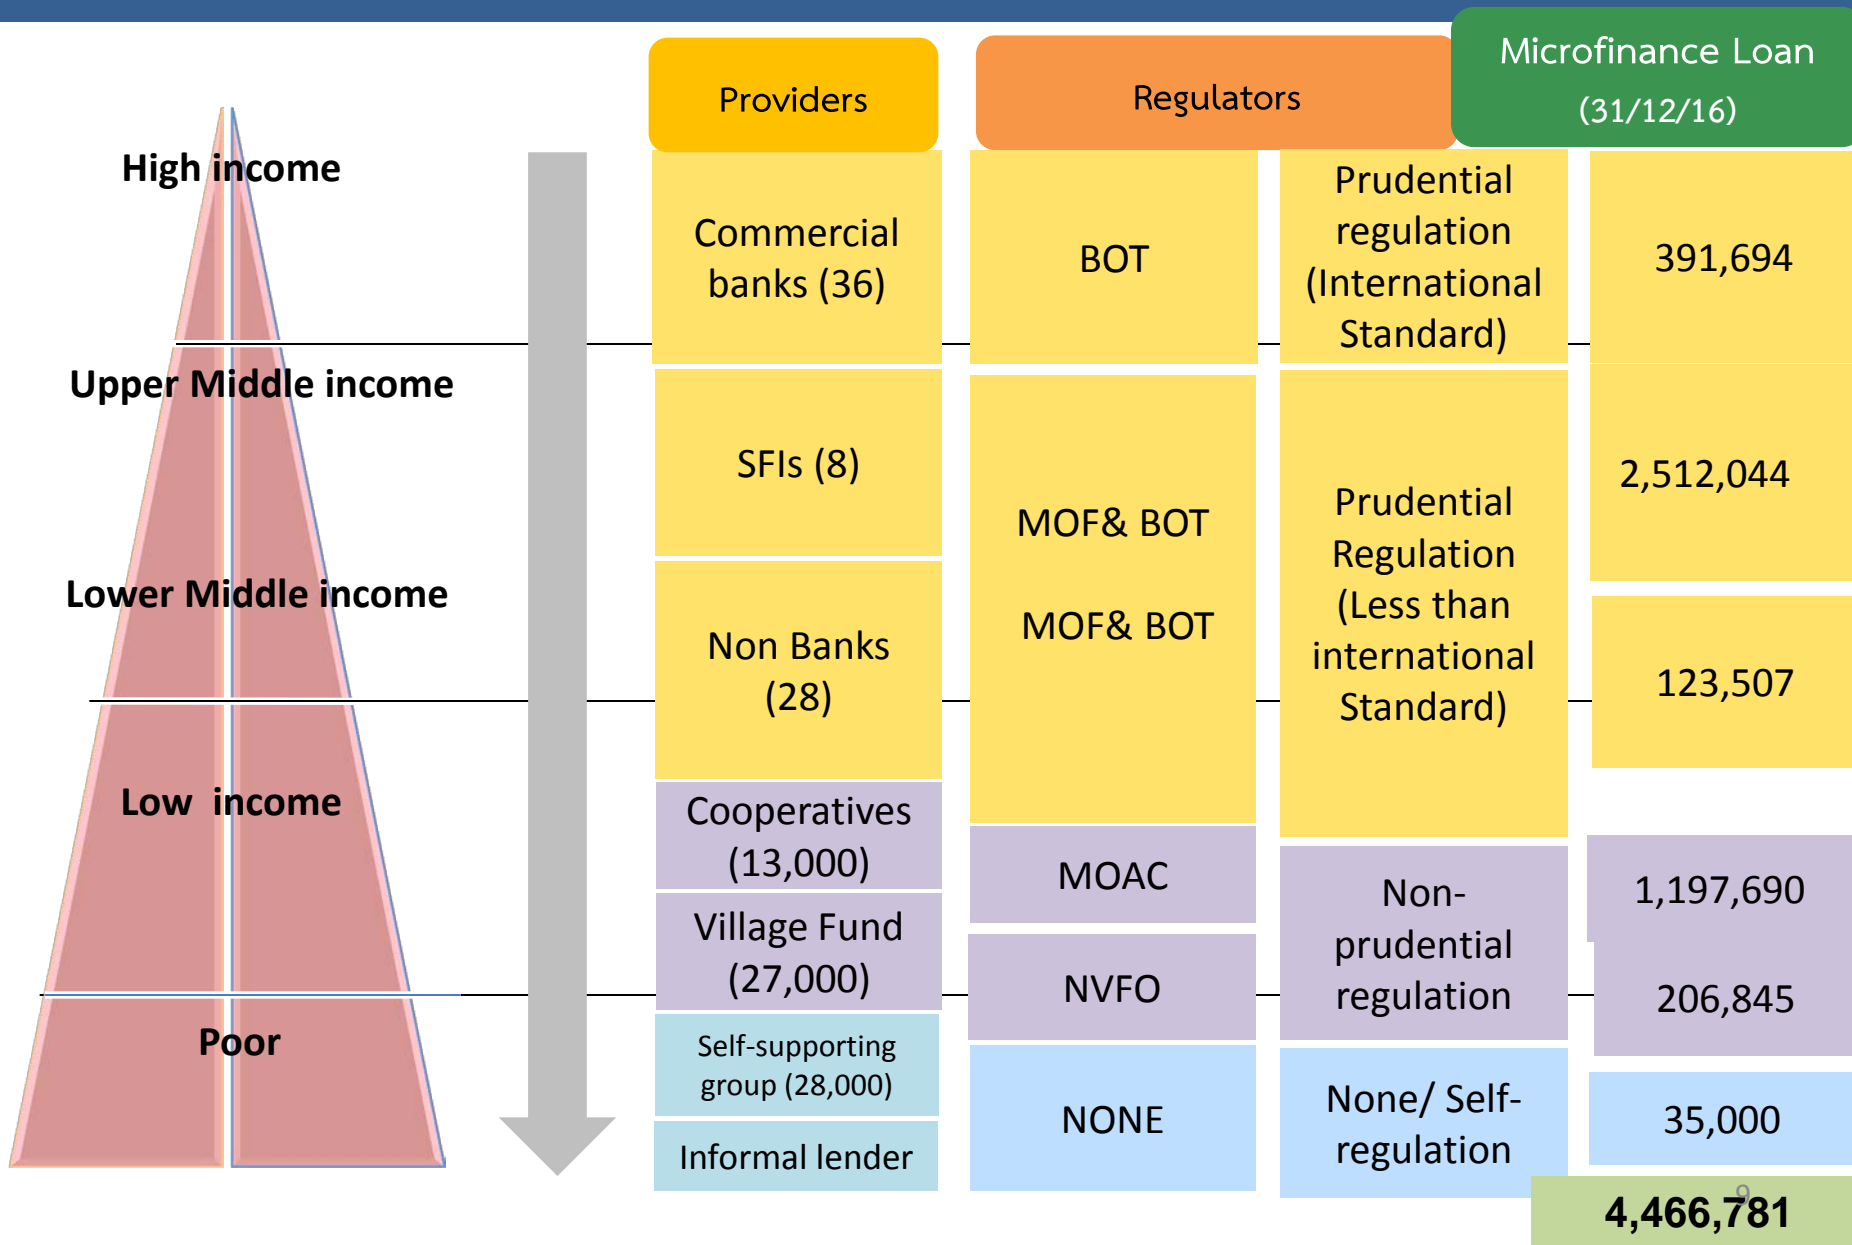 Providers
Regulators
Microfinance Loan
(31/12/16)
High income
Upper Middle income
Lower Middle income
Low  income
Poor
Commercial
banks (36)
SFIs (8)
Non Banks
(28)
Cooperatives
(13,000)
Village Fund
(27,000)
Self-supporting
group (28,000)
Informal lender
BOT
MOF& BOT
MOF& BOT
MOAC
NVFO
NONE
Prudential
regulation
(International
Standard)
Prudential
Regulation
(Less than
international
Standard)
Non-
prudential
regulation
None/ Self-
regulation
391,694
2,512,044
123,507
1,197,690
206,845
35,000
4,466,781
9